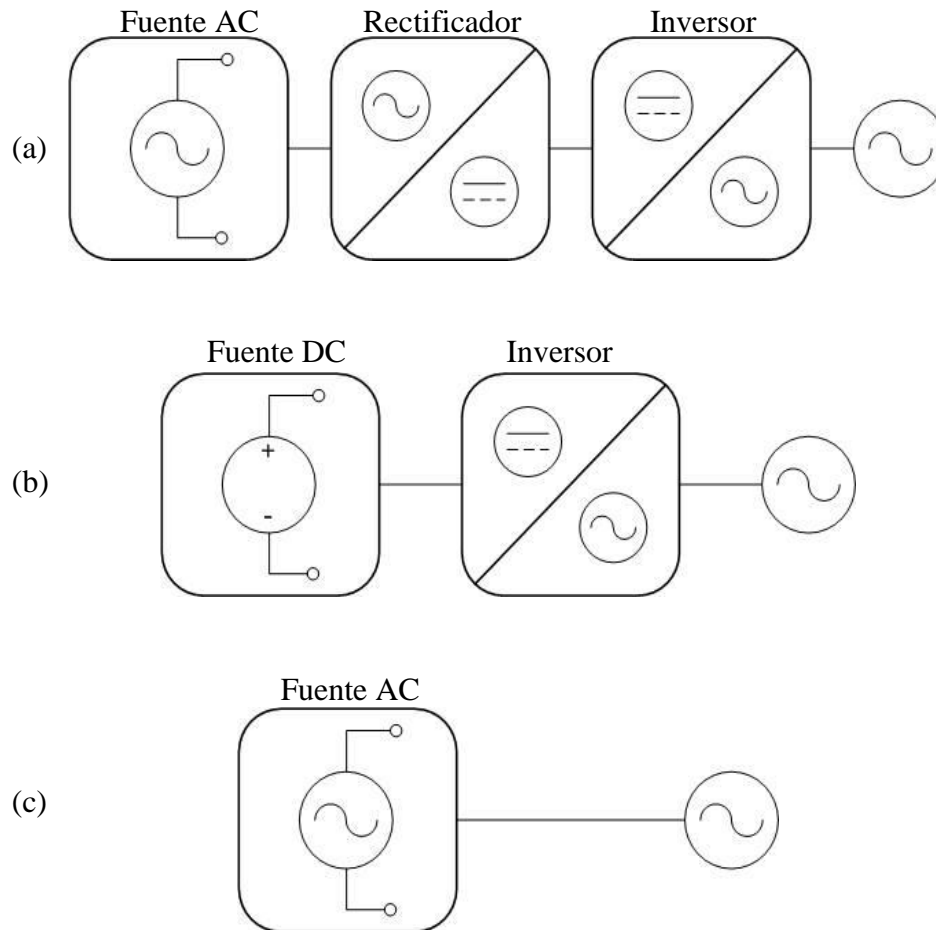 Fuente AC Rectificador Inversor
(a)
Fuente DC Inversor
(b)
+
-
Fuente AC
(c)